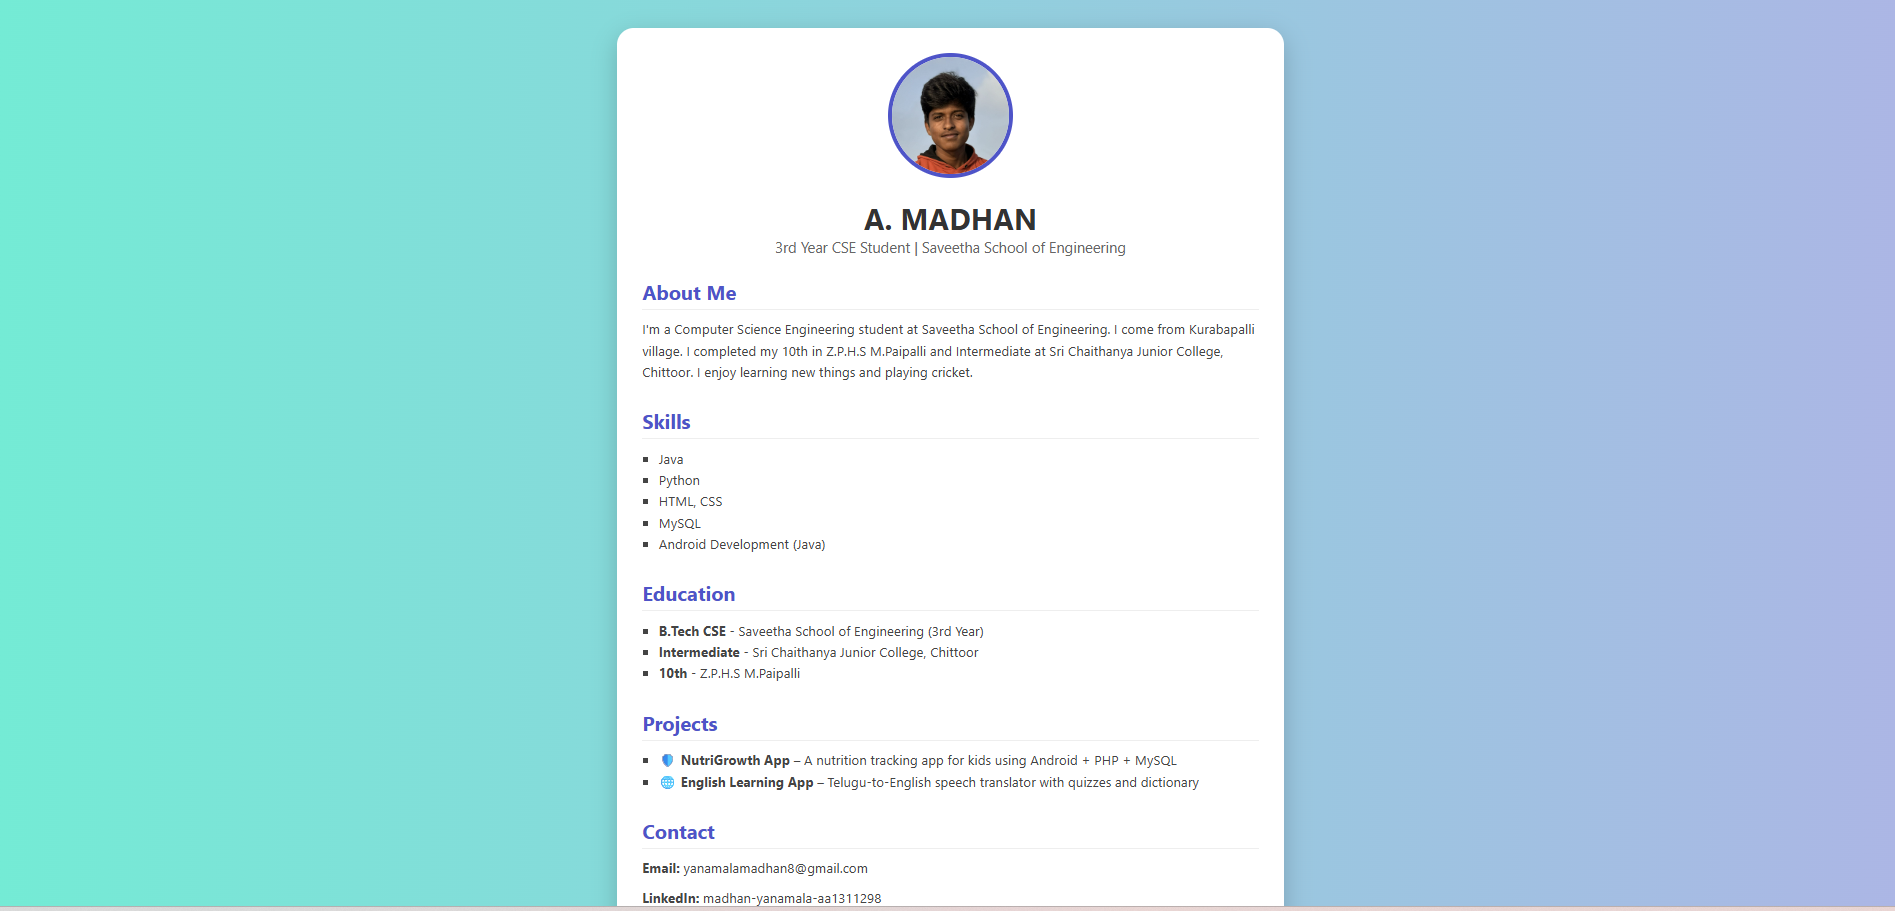 A. MADHAN
3rd Year CSE Student | Saveetha School of Engineering
About Me
I'm a Computer Science Engineering student at Saveetha School of Engineering. I come from Kurabapalli
village. I completed my 10th in Z.P.H.S M.Paipalli and Intermediate at Sri Chaithanya Junior College,
Chittoor. I enjoy learning new things and playing cricket.
Skills
Java
Python
HTML, CSS
MySQL
Android Development (Java)
Education
B.Tech CSE - Saveetha School of Engineering (3rd Year)
Intermediate - Sri Chaithanya Junior College, Chittoor
10th - Z.P.H.S M.Paipalli
Projects
NutriGrowth App – A nutrition tracking app for kids using Android + PHP + MySQL
English Learning App – Telugu-to-English speech translator with quizzes and dictionary
Contact
Email: yanamalamadhan8@gmail.com
LinkedIn: madhan-yanamala-aa1311298